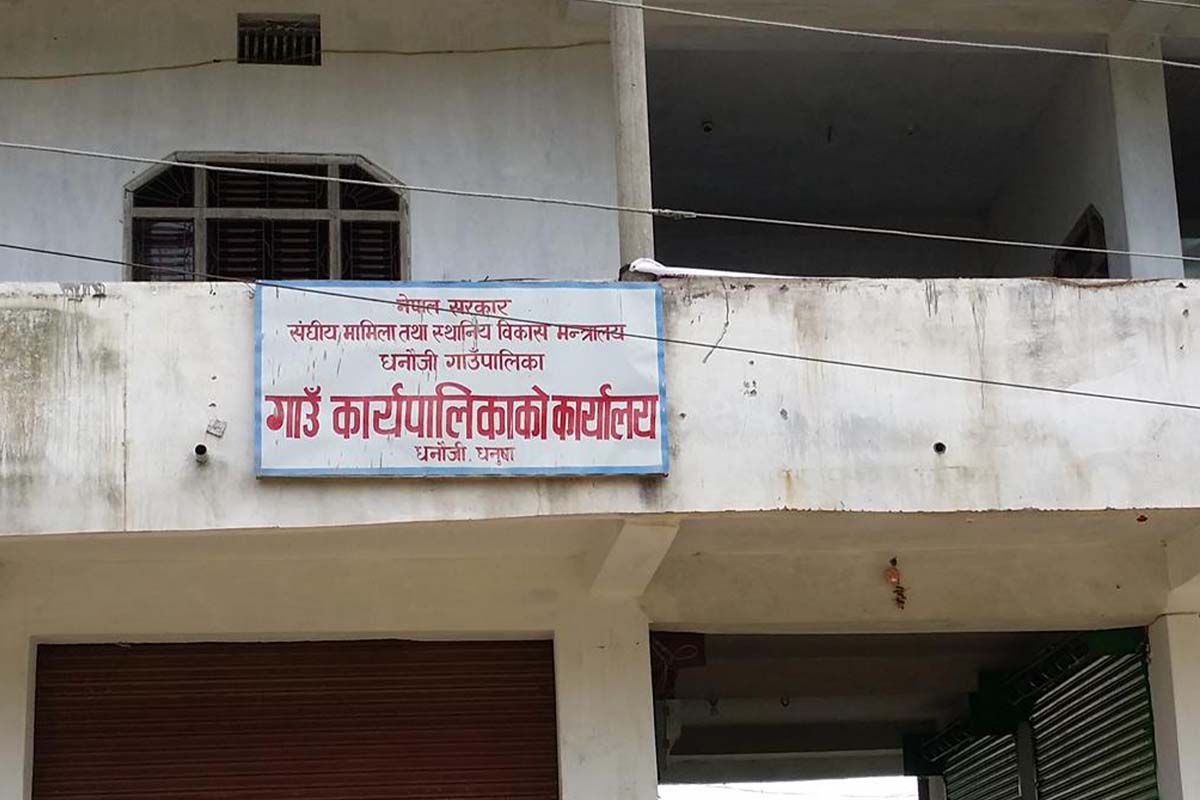 नेपाल सरकार
संघीय मामिला तथा स्थानिय विकास मन्त्रालय
धनौजी गाउँपालिका
गाउँ कार्यपालिकाको कार्यालय
धनौजी, धनुषा